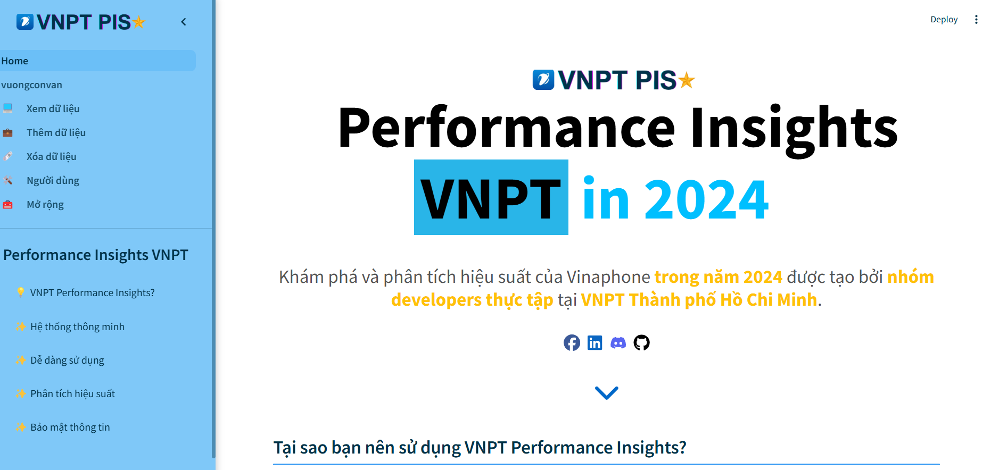 VNPT PIS
Home
vuongconvan
Xem dữ liệu
Thêm dữ liệu
Xóa dữ liệu
Người dùng
Mở rộng
Performance Insights VNPT
VNPT Performance Insights?
Hệ thống thông minh
Dễ dàng sử dụng
Phân tích hiệu suất
Bảo mật thông tin
Deploy
VNPT PIS
Performance Insights
VNPT in 2024
Khám phá và phân tích hiệu suất của Vinaphone trong năm 2024 được tạo bởi nhóm
developers thực tập tại VNPT Thành phố Hồ Chi Minh.
Tại sao bạn nên sử dụng VNPT Performance Insights?